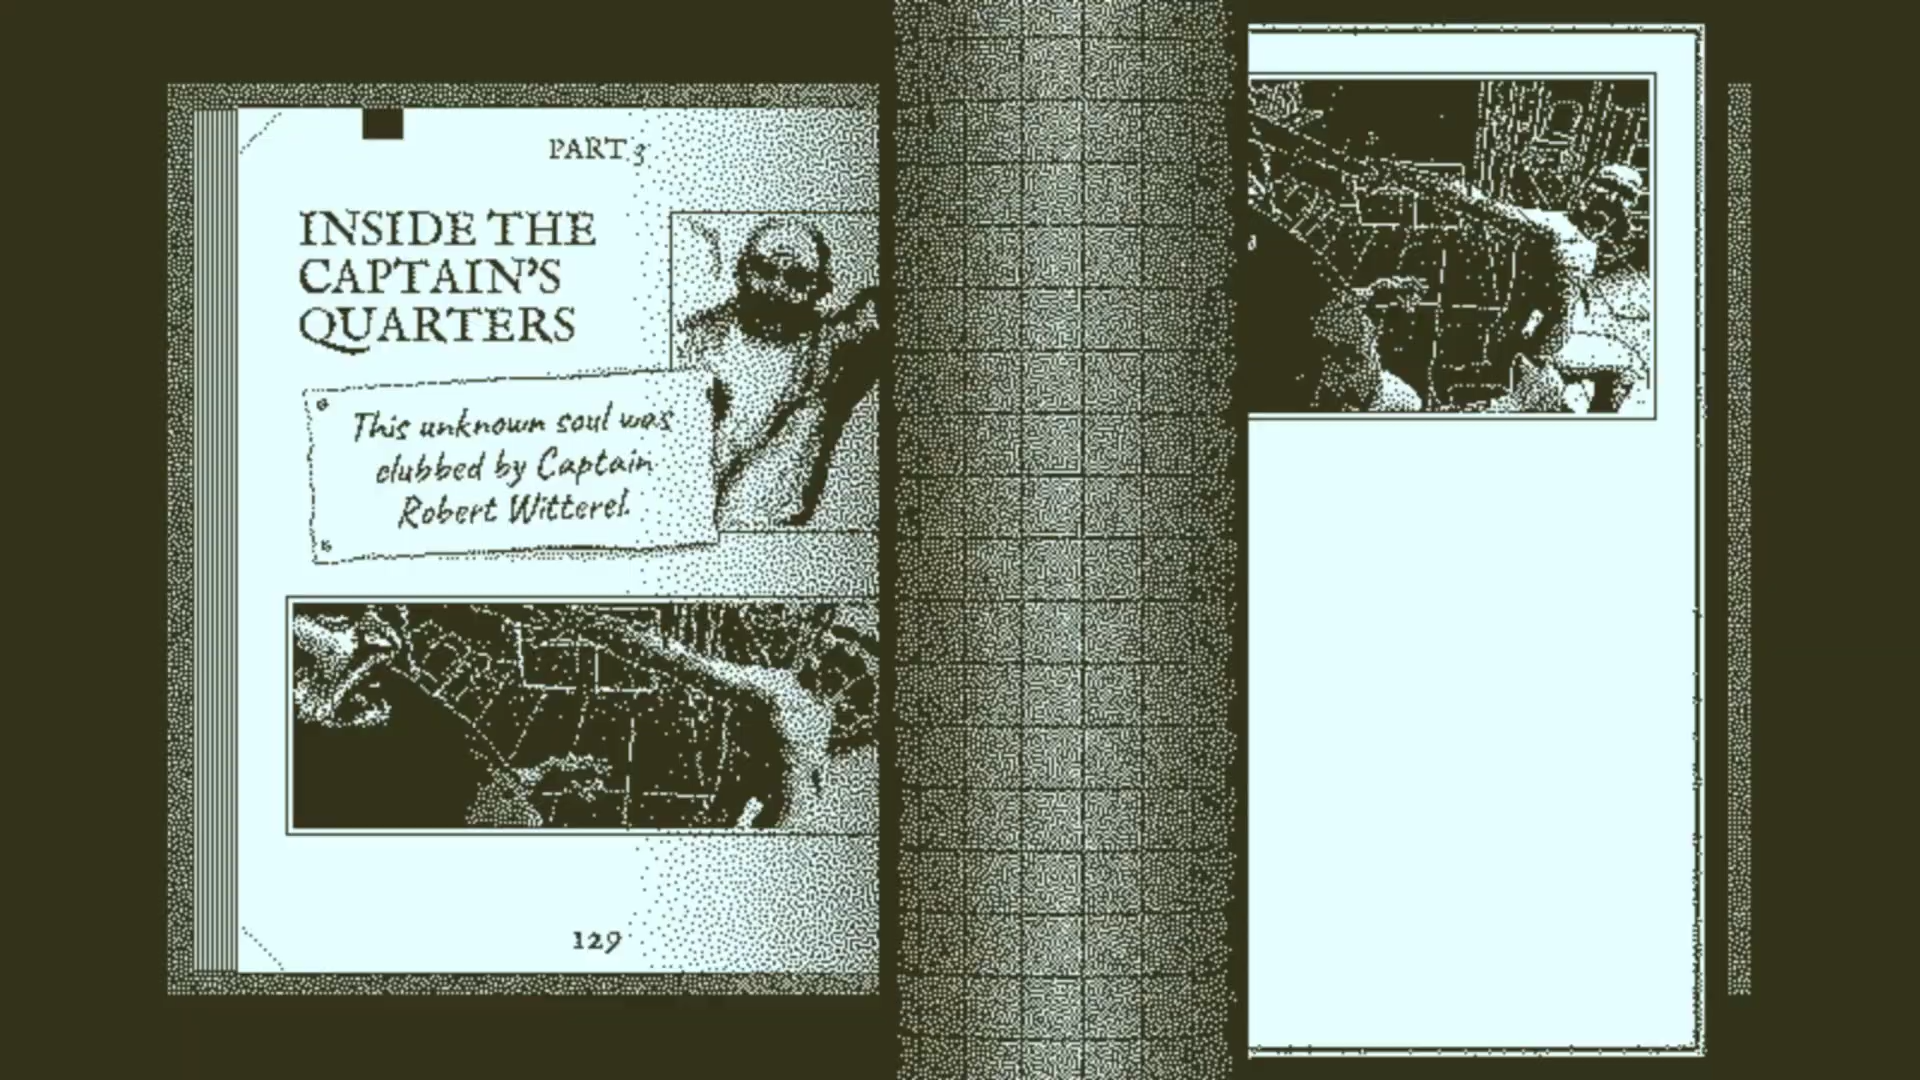 PART 3
INSIDE THE
CAPTAIN'S
QUARTERS
This unknown soul was
clubbed by Captain
Robert Witterel.
129